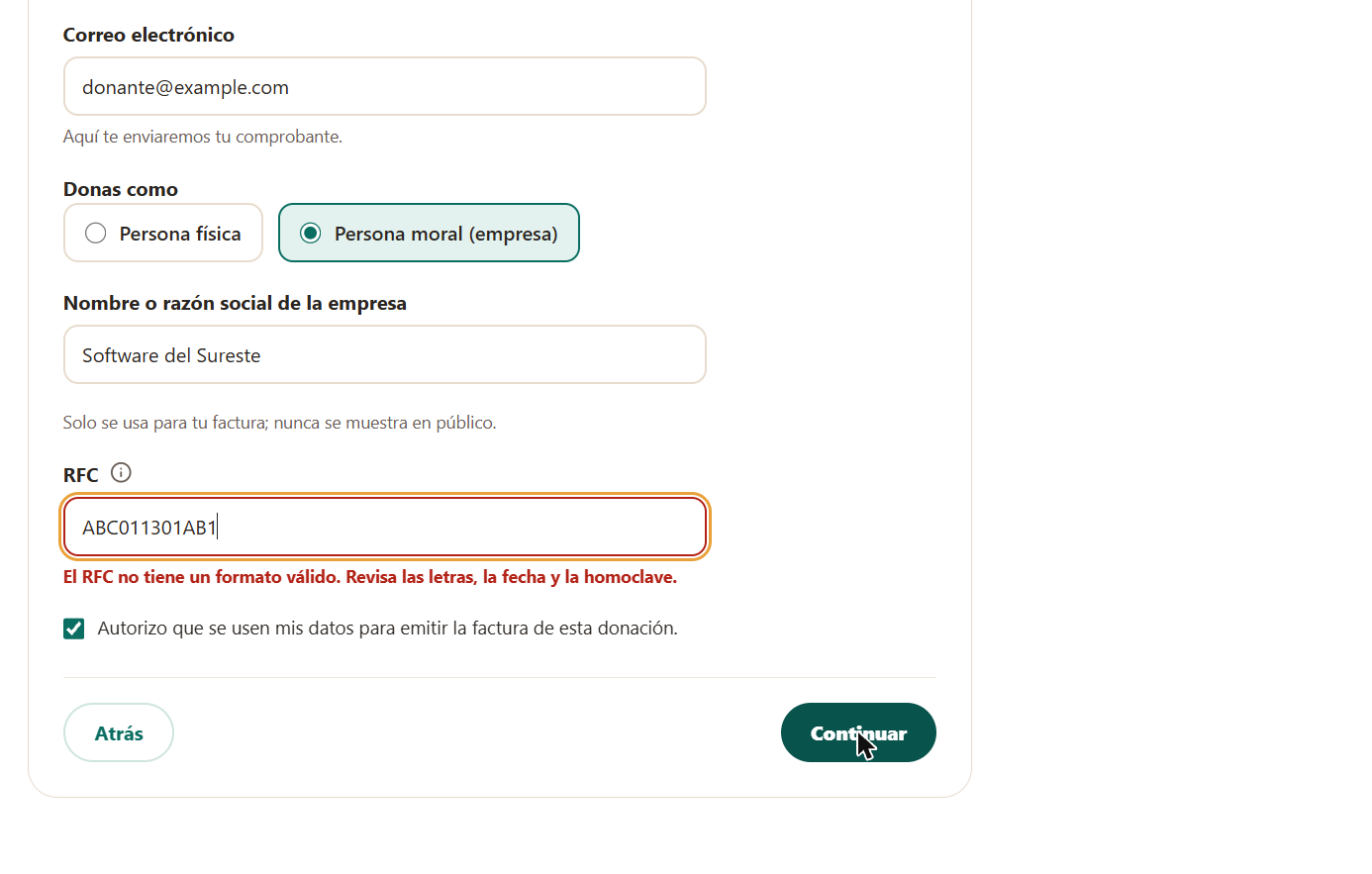 Correo electrónico
donante@example.com
Aquí te enviaremos tu comprobante.
Donas como
Persona física
Persona moral (empresa)
Nombre o razón social de la empresa
Software del Sureste
Solo se usa para tu factura; nunca se muestra en público.
RFC
ABC011301AB1
El RFC no tiene un formato válido. Revisa las letras, la fecha y la homoclave.
Autorizo que se usen mis datos para emitir la factura de esta donación.
Atrás
Continuar